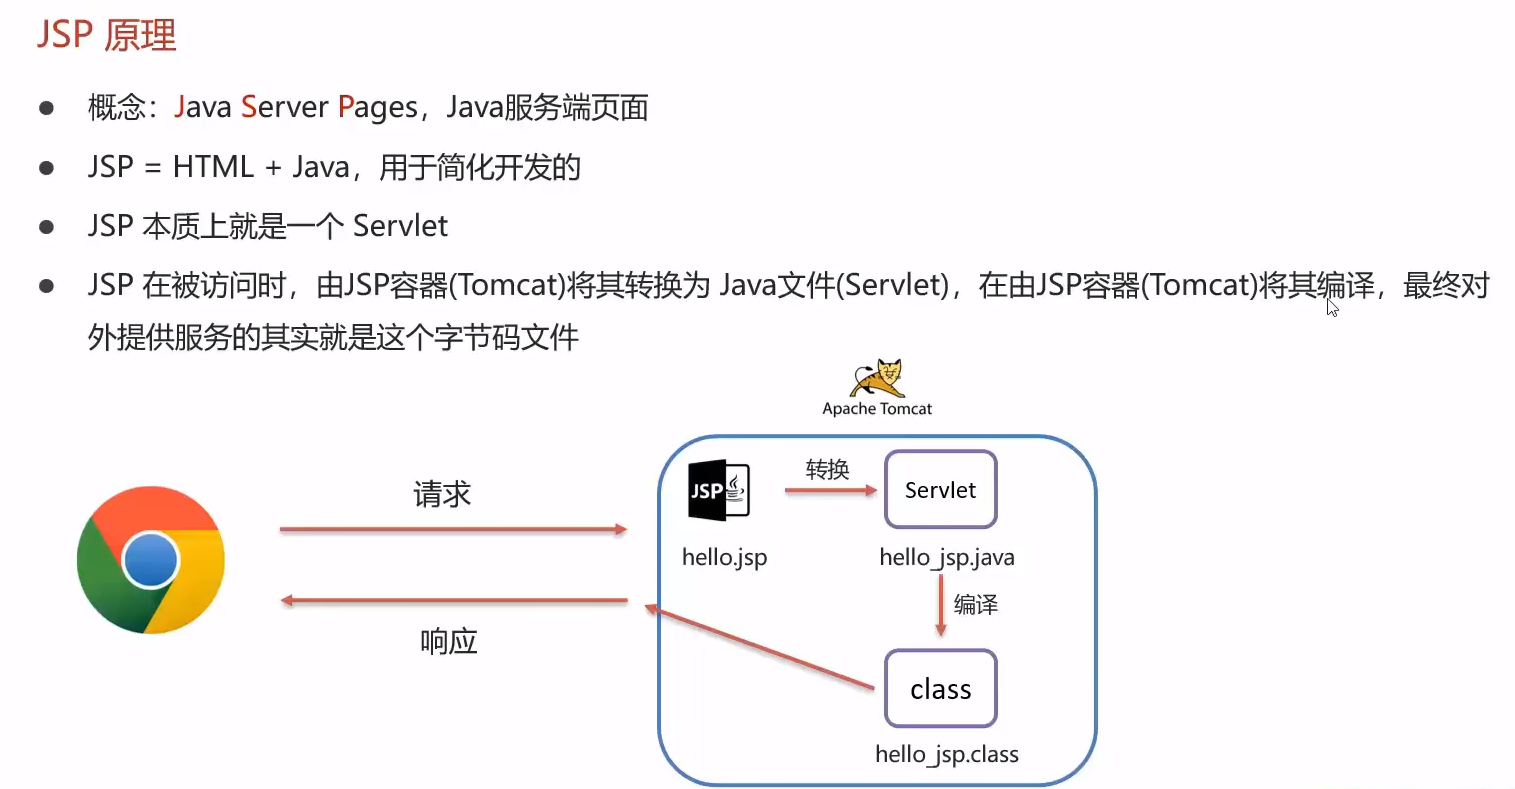 JSP 原理
● 概念：Java Server Pages，Java服务端页面
● JSP = HTML + Java，用于简化开发的
● JSP 本质上就是一个 Servlet
● JSP 在被访问时，由JSP容器(Tomcat)将其转换为 Java文件(Servlet)，在由JSP容器(Tomcat)将其编译，最终对
外提供服务的其实就是这个字节码文件
Apache Tomcat
请求
JSP
转换
Servlet
hello.jsp
hello_jsp.java
编译
响应
class
hello_jsp.class